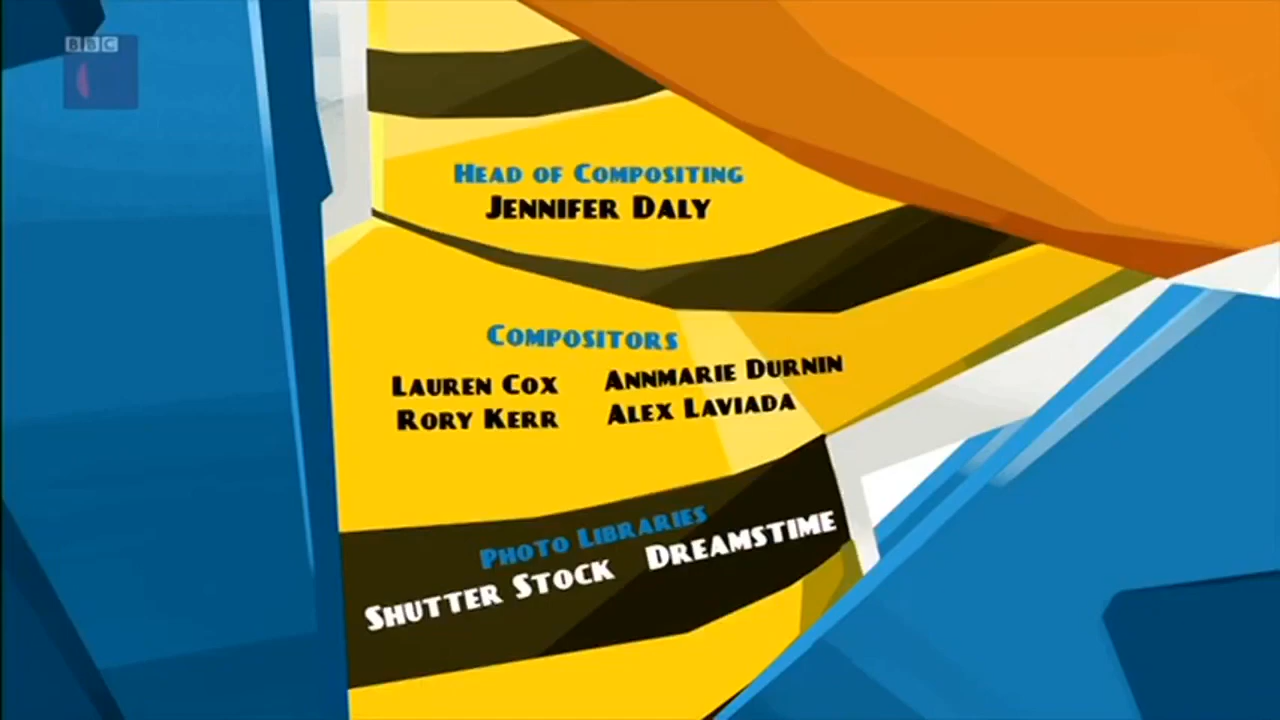 BBC
HEAD OF COMPOSITING
JENNIFER DALY
COMPOSITORS
LAUREN COX ANNMARIE DURNIN
RORY KERR ALEX LAVIADA
PHOTO LIBRARIES
SHUTTER STOCK DREAMSTIME